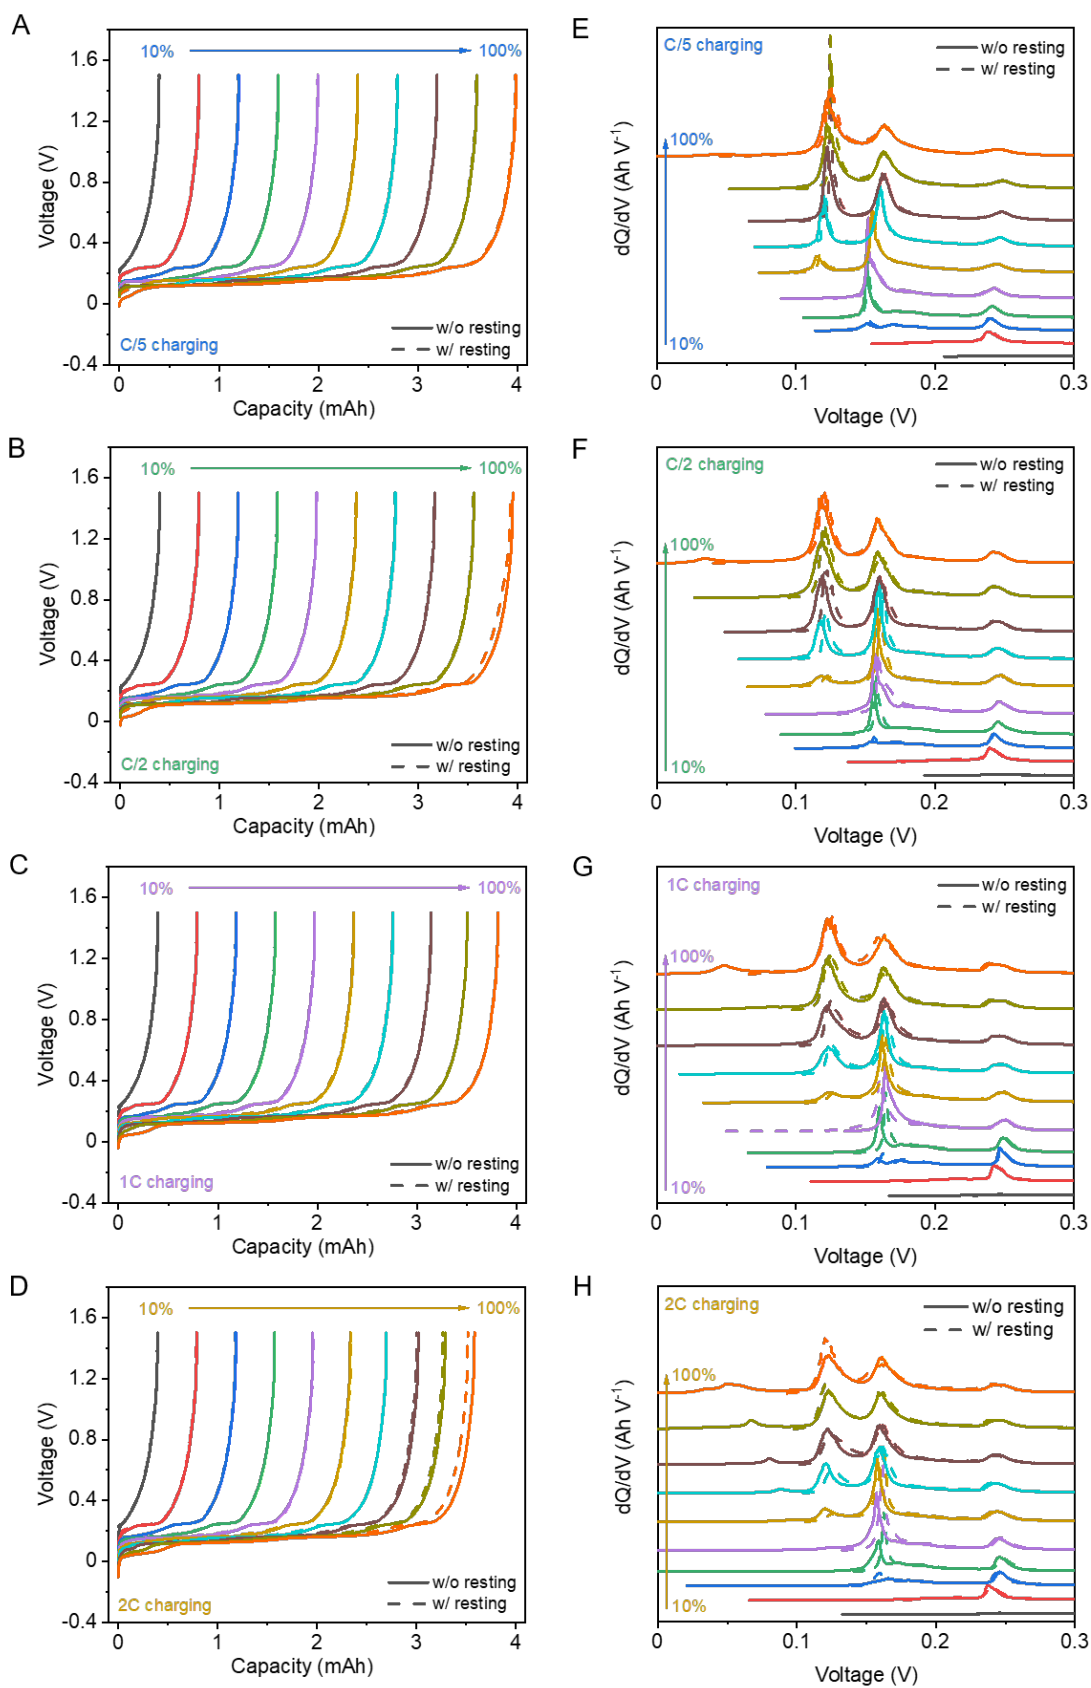 A
10% 100%
1.6
1.2
0.8
0.4
0
-0.4
Voltage (V)
w/o resting
w/ resting
C/5 charging
0 1 2 3 4
Capacity (mAh)
E
C/5 charging
w/o resting
w/ resting
100%
10%
dQ/dV (Ah V⁻¹)
0 0.1 0.2 0.3
Voltage (V)
B
10% 100%
1.6
1.2
0.8
0.4
0
-0.4
Voltage (V)
w/o resting
w/ resting
C/2 charging
0 1 2 3 4
Capacity (mAh)
F
C/2 charging
w/o resting
w/ resting
100%
10%
dQ/dV (Ah V⁻¹)
0 0.1 0.2 0.3
Voltage (V)
C
10% 100%
1.6
1.2
0.8
0.4
0
-0.4
Voltage (V)
w/o resting
w/ resting
1C charging
0 1 2 3 4
Capacity (mAh)
G
1C charging
w/o resting
w/ resting
100%
10%
dQ/dV (Ah V⁻¹)
0 0.1 0.2 0.3
Voltage (V)
D
10% 100%
1.6
1.2
0.8
0.4
0
-0.4
Voltage (V)
w/o resting
w/ resting
2C charging
0 1 2 3 4
Capacity (mAh)
H
2C charging
w/o resting
w/ resting
100%
10%
dQ/dV (Ah V⁻¹)
0 0.1 0.2 0.3
Voltage (V)